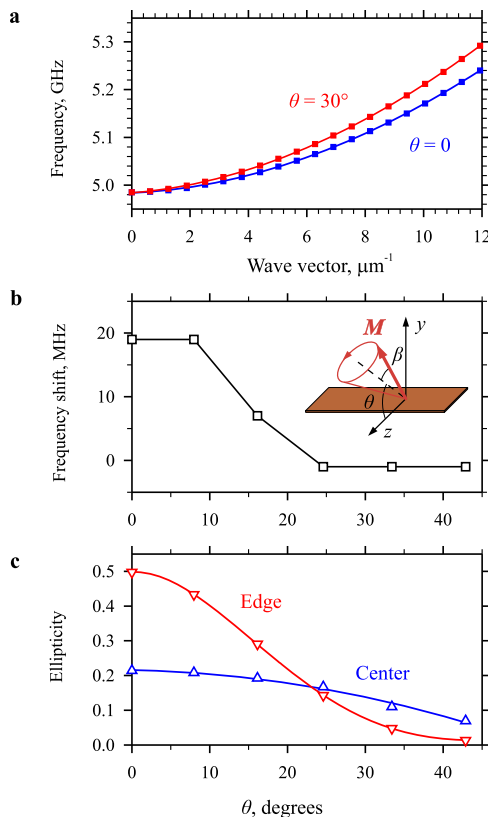 a
5.3
5.2
5.1
5.0
Frequency, GHz
θ = 30°
θ = 0
0 2 4 6 8 10 12
Wave vector, μm⁻¹
b
20
10
0
Frequency shift, MHz
M
y
β
θ
z
0 10 20 30 40
c
0.5
0.4
0.3
0.2
0.1
0.0
Ellipticity
Edge
Center
0 10 20 30 40
θ, degrees